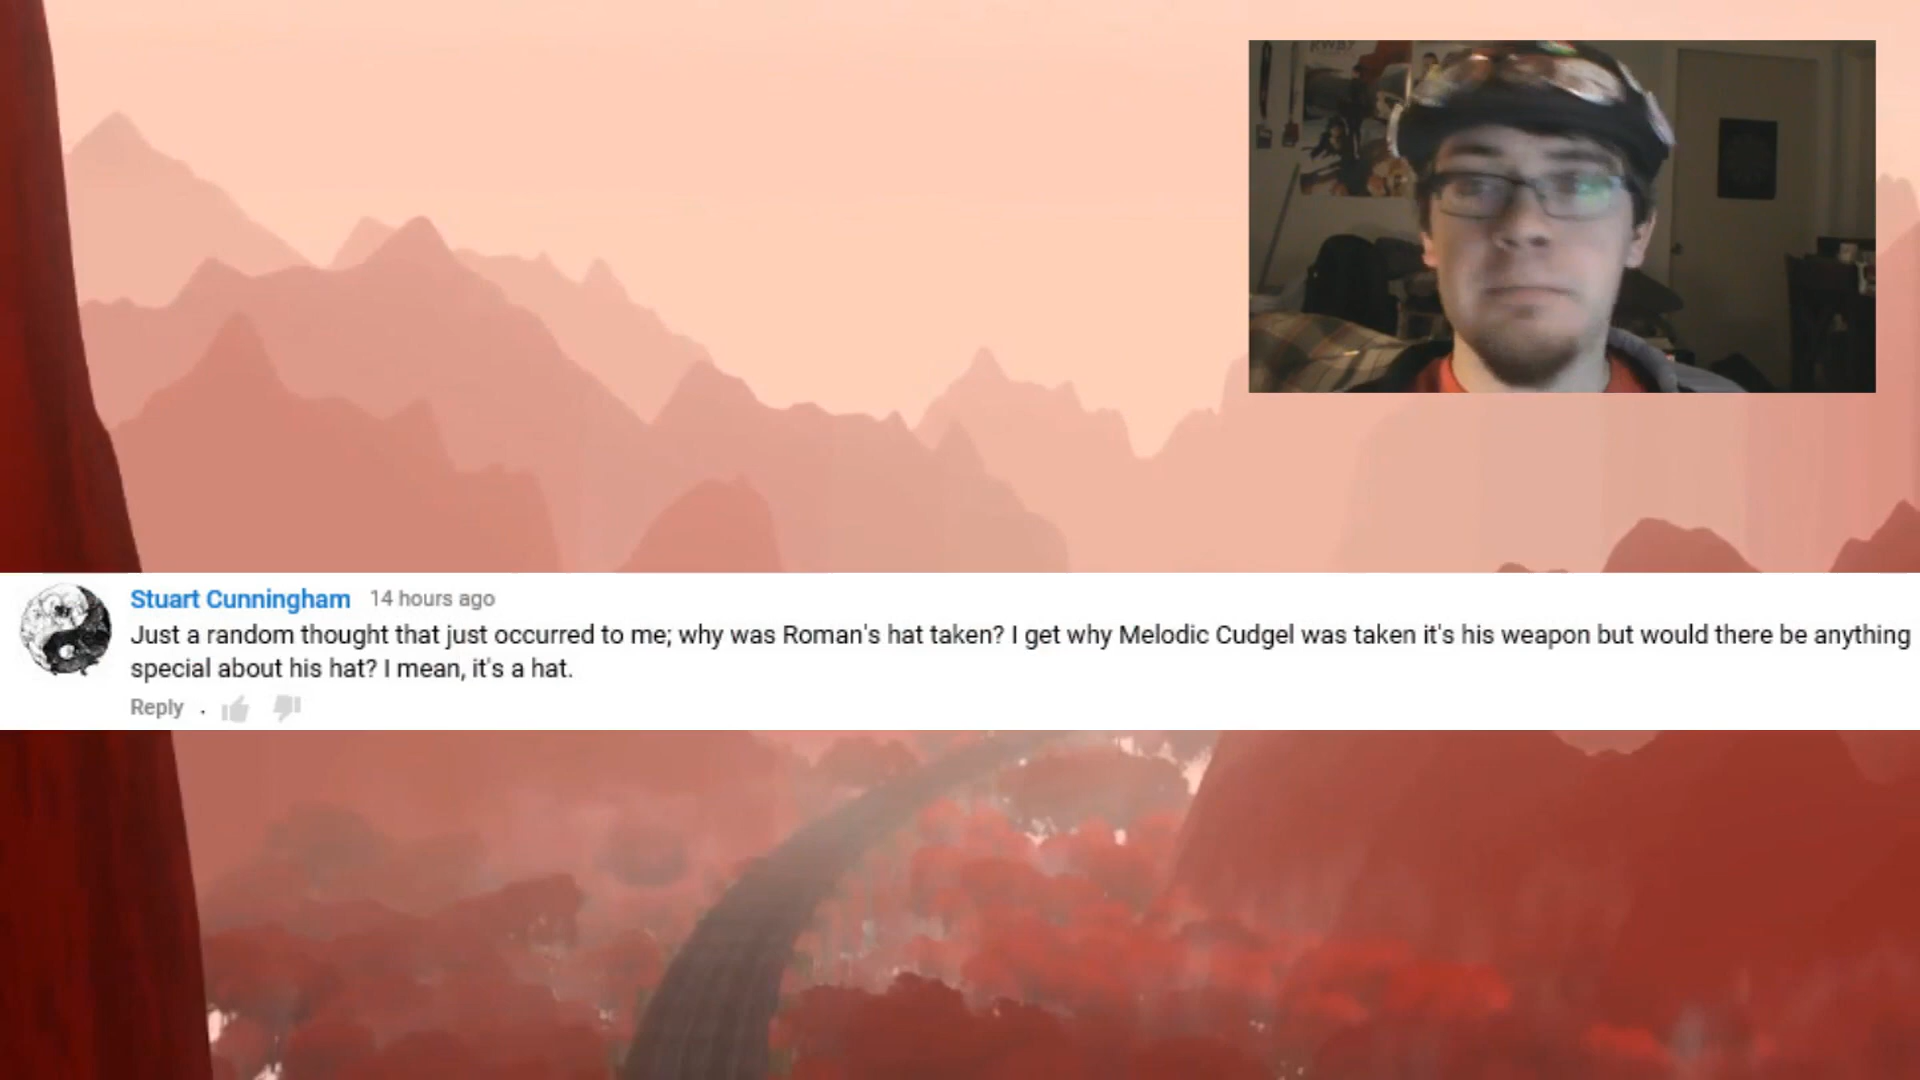 RWBY
Stuart Cunningham 14 hours ago
Just a random thought that just occurred to me; why was Roman's hat taken? I get why Melodic Cudgel was taken it's his weapon but would there be anything
special about his hat? I mean, it's a hat.
Reply .